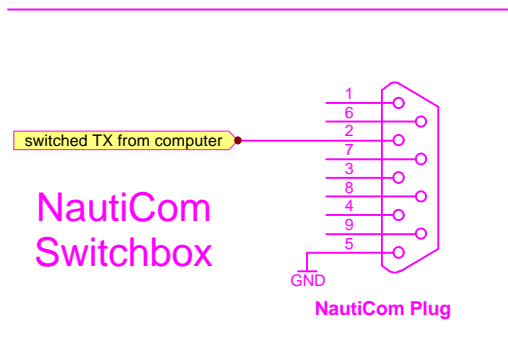 1
6
switched TX from computer
2
7
3
8
4
9
5
NautiCom
Switchbox
GND
NautiCom Plug